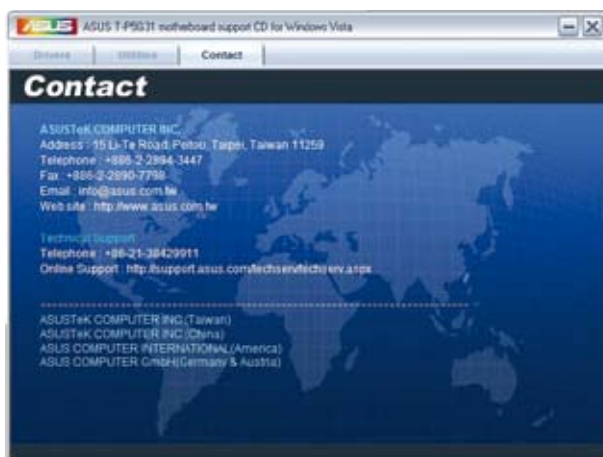 ASUS ASUS T-P5G31 motherboard support CD for Windows Vista
Drivers Utilities Contact
Contact
ASUSTeK COMPUTER INC.
Address : 15 Li-Te Road, Peitou, Taipei, Taiwan 11259
Telephone : +886-2-2894-3447
Fax : +886-2-2890-7798
Email : info@asus.com.tw
Web site : http://www.asus.com.tw
Technical Support
Telephone : +86-21-38429911
Online Support : http://support.asus.com/techserv/techserv.aspx
ASUSTeK COMPUTER INC.(Taiwan)
ASUSTeK COMPUTER INC.(China)
ASUS COMPUTER INTERNATIONAL(America)
ASUS COMPUTER GmbH(Germany & Austria)